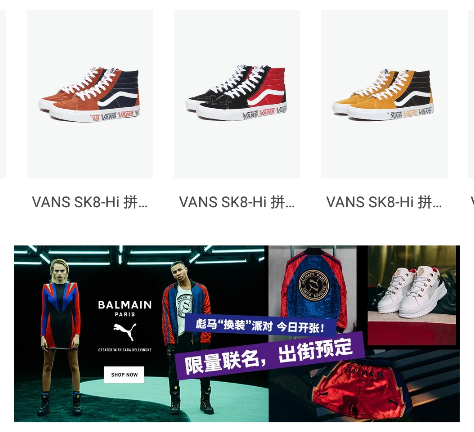 VANS SK8-Hi 拼...
VANS SK8-Hi 拼...
VANS SK8-Hi 拼...
BALMAIN
PARIS
CREATED WITH CARA DELEVINGNE
SHOP NOW
彪马“换装”派对 今日开张！
限量联名，出街预定